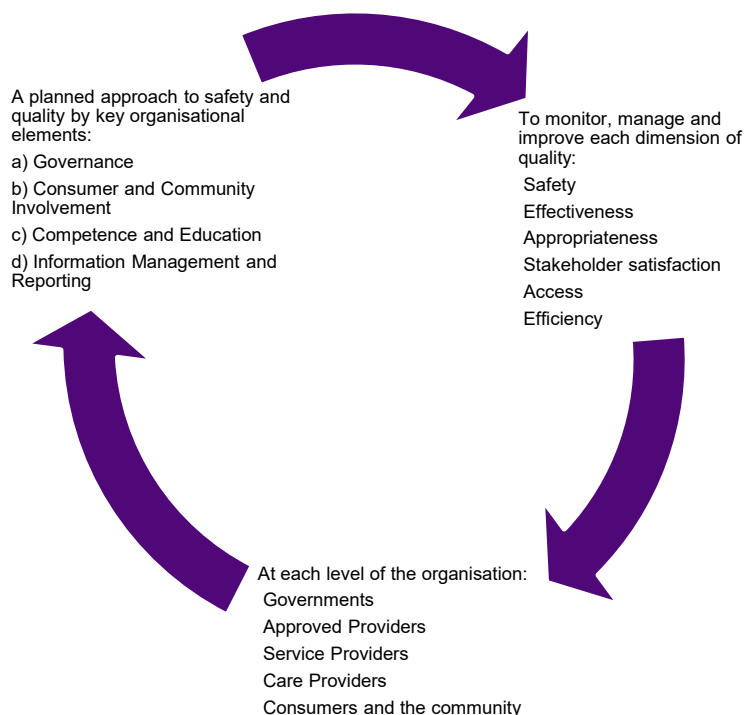 A planned approach to safety and
quality by key organisational
elements:
a) Governance
b) Consumer and Community
Involvement
c) Competence and Education
d) Information Management and
Reporting
To monitor, manage and
improve each dimension of
quality:
Safety
Effectiveness
Appropriateness
Stakeholder satisfaction
Access
Efficiency
At each level of the organisation:
Governments
Approved Providers
Service Providers
Care Providers
Consumers and the community